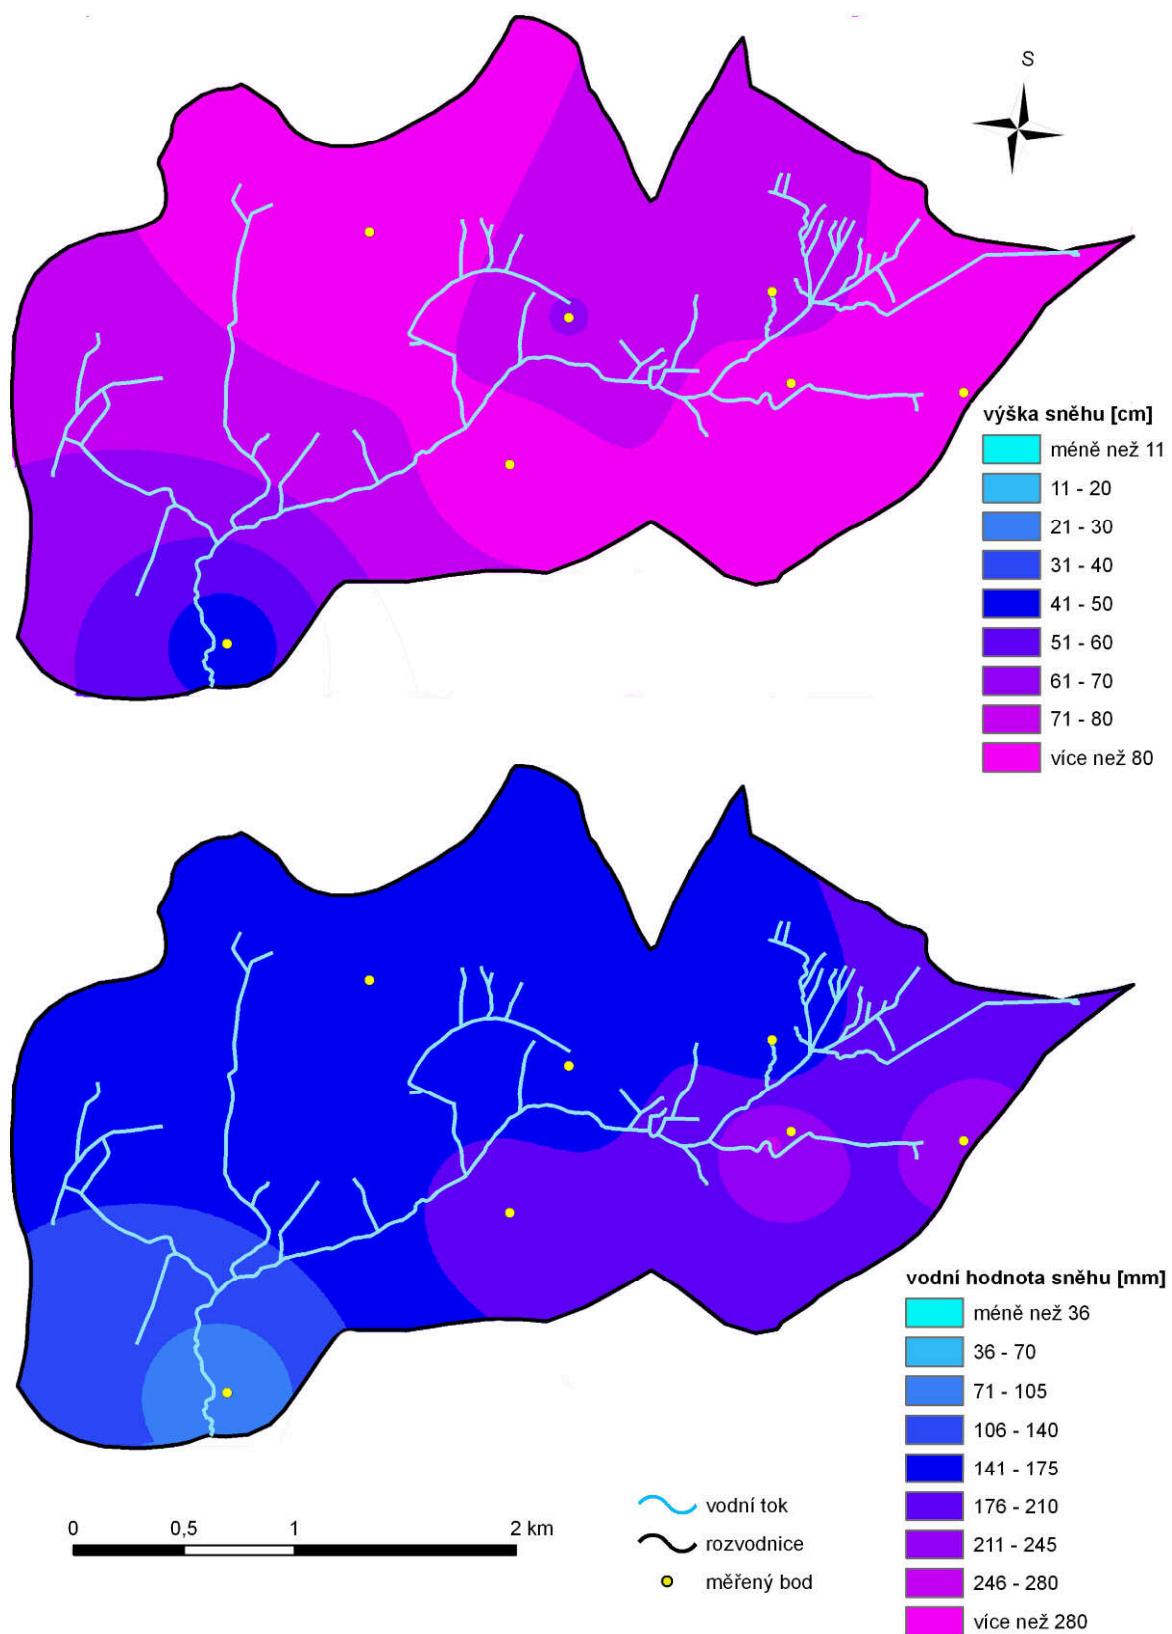 S
výška sněhu [cm]
méně než 11
11 - 20
21 - 30
31 - 40
41 - 50
51 - 60
61 - 70
71 - 80
více než 80
vodní hodnota sněhu [mm]
méně než 36
36 - 70
71 - 105
106 - 140
141 - 175
176 - 210
211 - 245
246 - 280
více než 280
0 0,5 1 2 km
vodní tok
rozvodnice
měřený bod